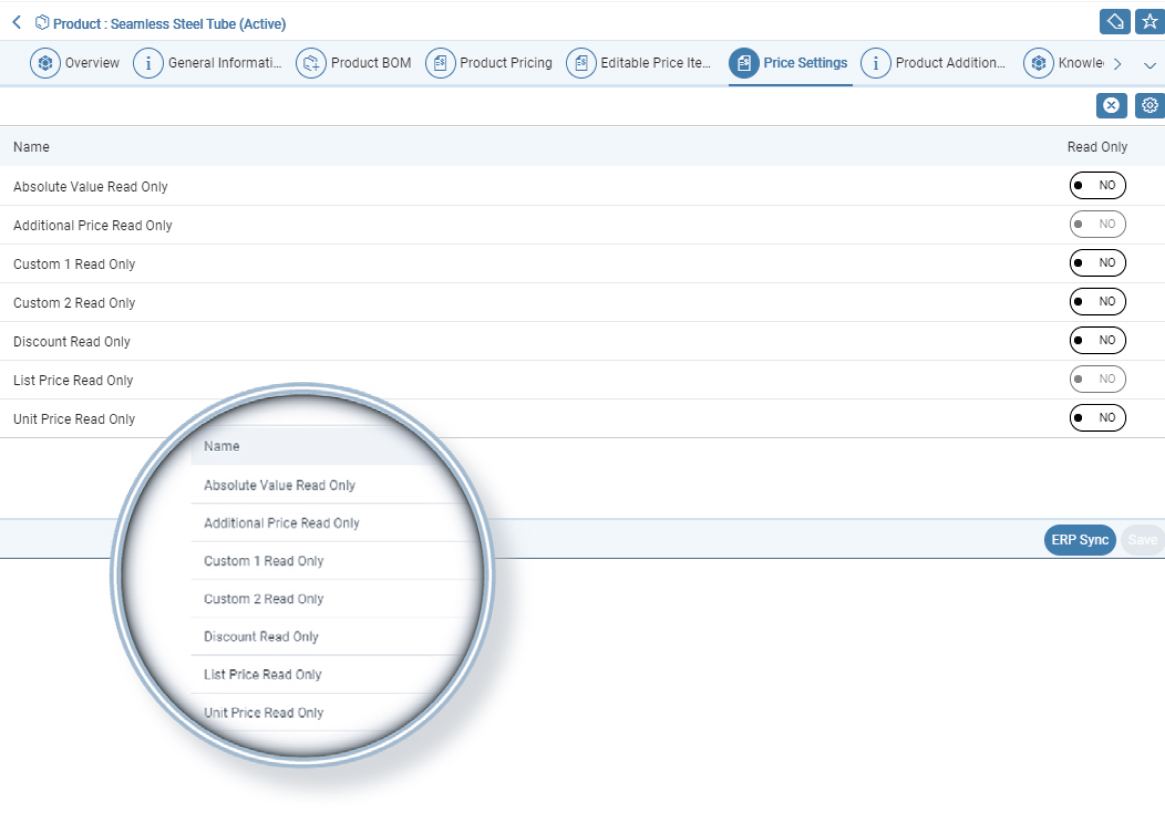 Product : Seamless Steel Tube (Active)
Overview General Informati... Product BOM Product Pricing Editable Price Ite... Price Settings Product Addition... Knowle
Name Read Only
Absolute Value Read Only NO
Additional Price Read Only NO
Custom 1 Read Only NO
Custom 2 Read Only NO
Discount Read Only NO
List Price Read Only NO
Unit Price Read Only NO
Name
Absolute Value Read Only
Additional Price Read Only
Custom 1 Read Only
Custom 2 Read Only
Discount Read Only
List Price Read Only
Unit Price Read Only
ERP Sync Save